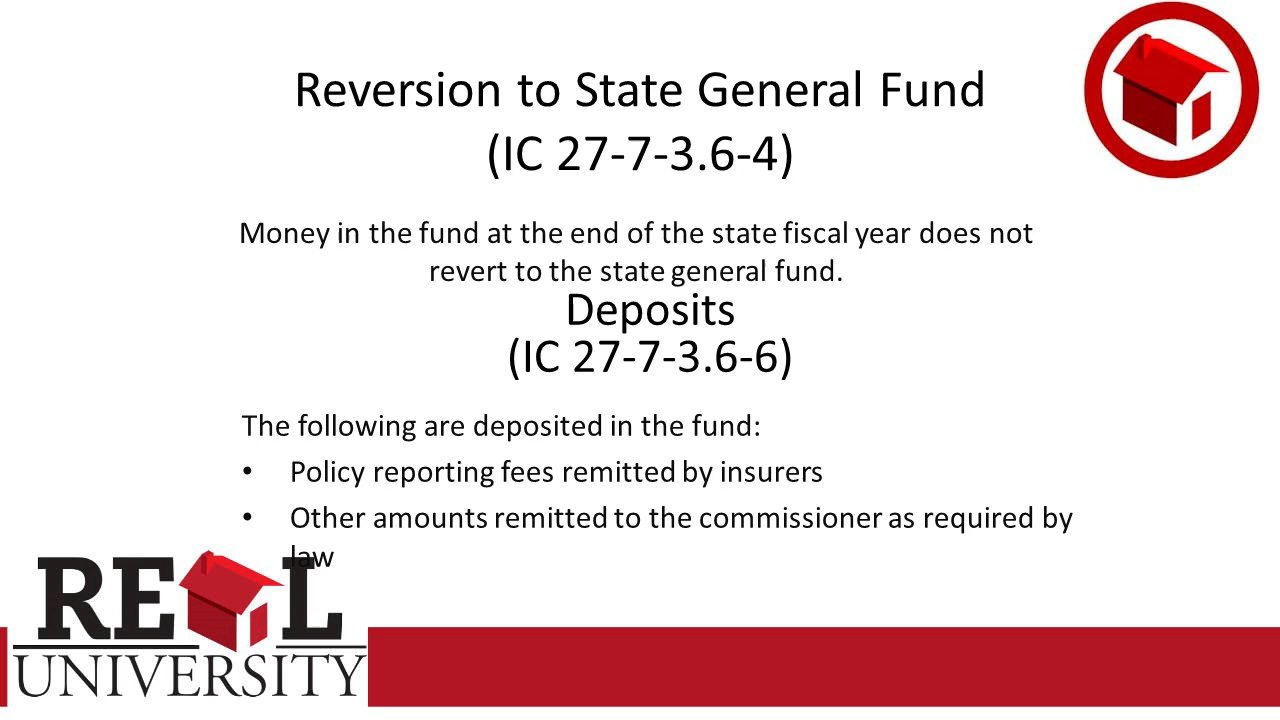 Reversion to State General Fund
(IC 27-7-3.6-4)
Money in the fund at the end of the state fiscal year does not
revert to the state general fund.
Deposits
(IC 27-7-3.6-6)
The following are deposited in the fund:
• Policy reporting fees remitted by insurers
• Other amounts remitted to the commissioner as required by
law
RE L
UNIVERSITY